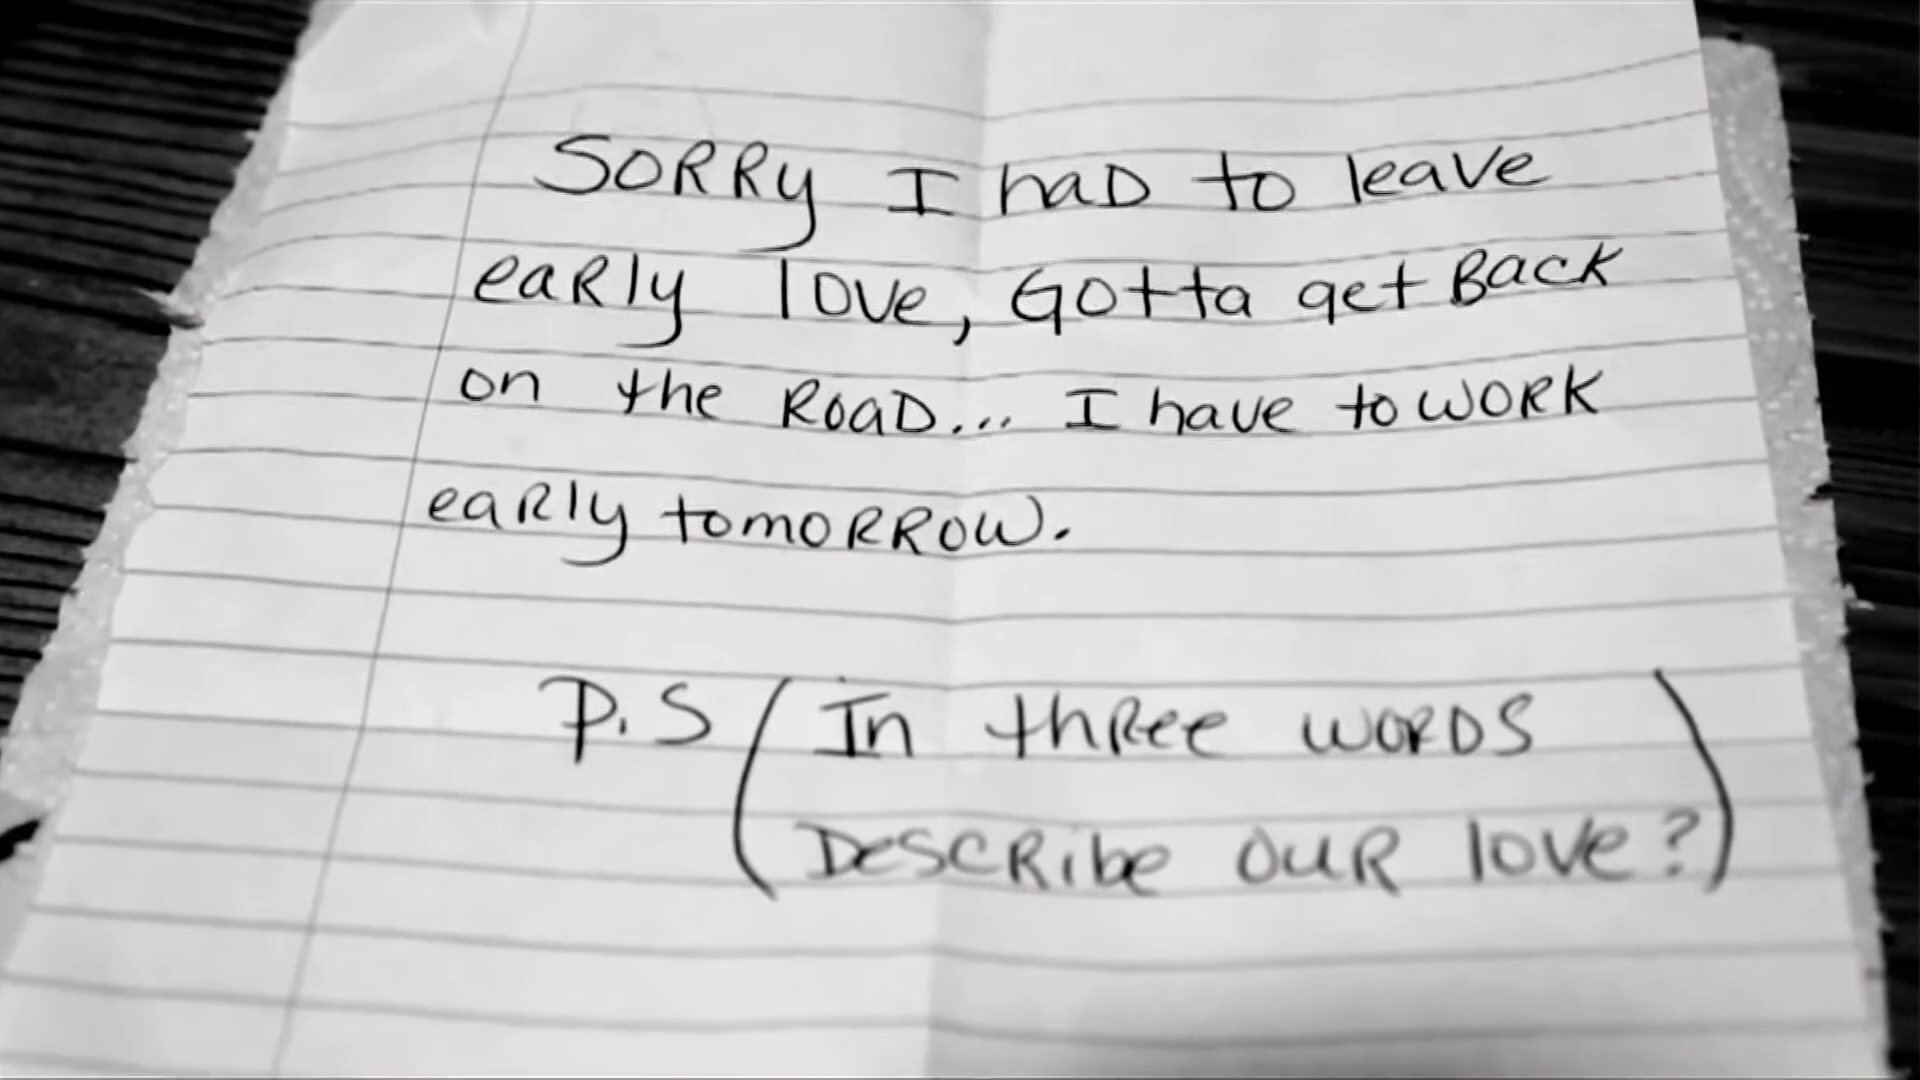 SORRy I haD to leave
eaRly love, GOtta get Back
on the ROaD... I have to WORK
eaRly tomORROW.
P.S (In thRee WORDS
DeSCRibe OUR love?)